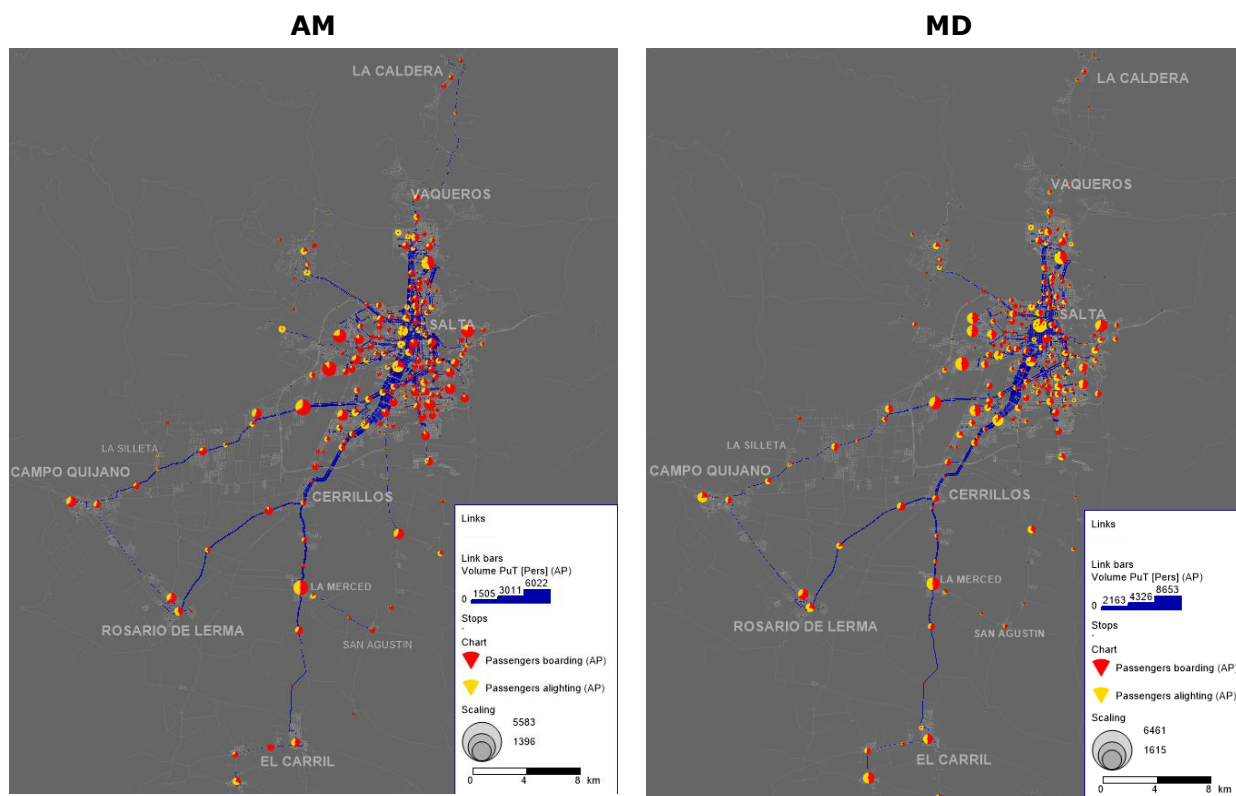 AM
LA CALDERA
VAQUEROS
SALTA
LA SILLETA
CAMPO QUIJANO
CERRILLOS
LA MERCED
ROSARIO DE LERMA
SAN AGUSTIN
EL CARRIL
Links
Link bars
Volume PuT [Pers] (AP)
0 1505 3011 6022
Stops
-
Chart
Passengers boarding (AP)
Passengers alighting (AP)
Scaling
5583
1396
0 4 8 km
MD
LA CALDERA
VAQUEROS
SALTA
LA SILLETA
CAMPO QUIJANO
CERRILLOS
LA MERCED
ROSARIO DE LERMA
SAN AGUSTIN
EL CARRIL
Links
Link bars
Volume PuT [Pers] (AP)
0 2163 4326 8653
Stops
-
Chart
Passengers boarding (AP)
Passengers alighting (AP)
Scaling
6461
1615
0 4 8 km